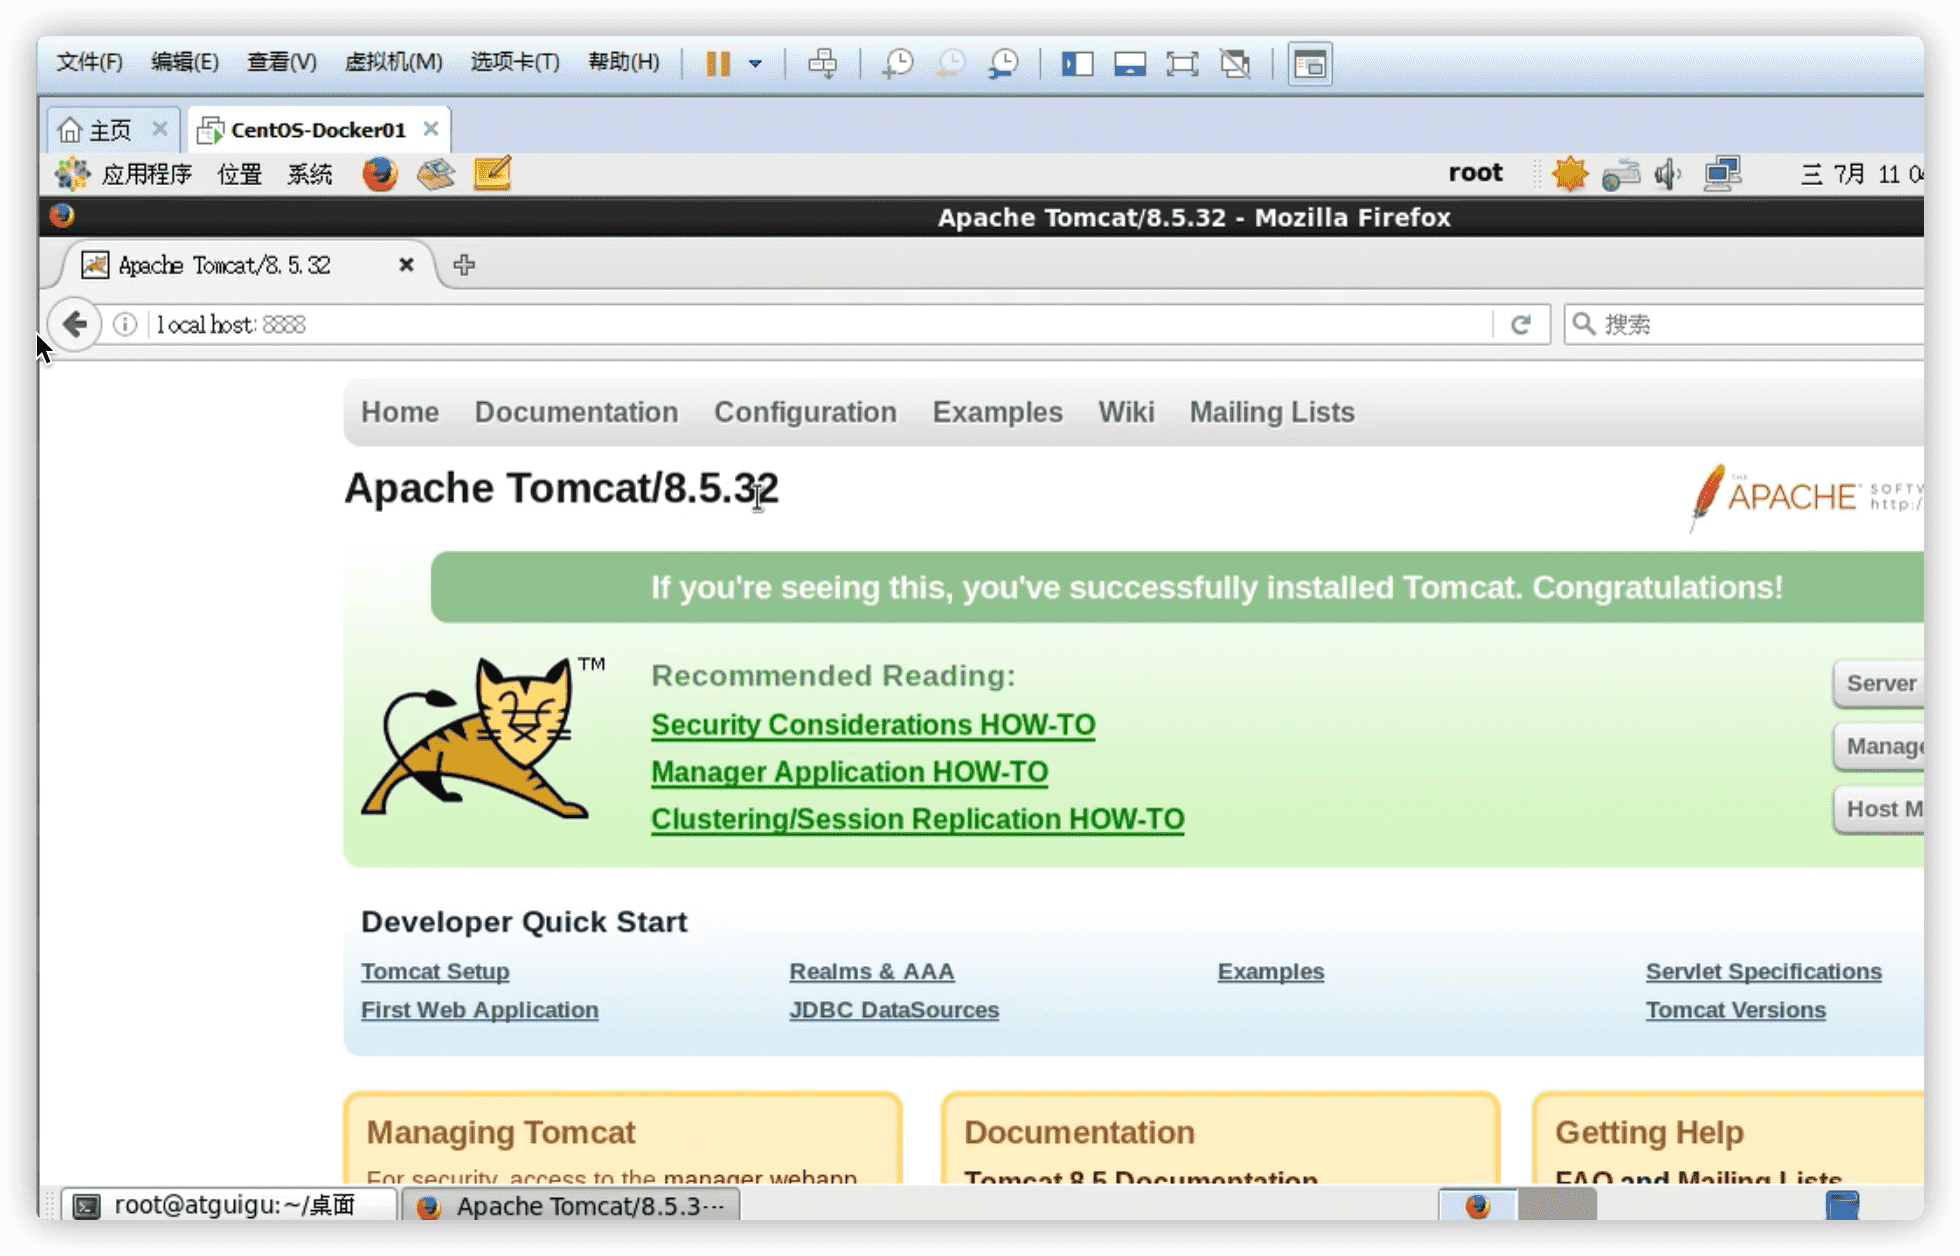 文件(F) 编辑(E) 查看(V) 虚拟机(M) 选项卡(T) 帮助(H)
主页 CentOS-Docker01
应用程序 位置 系统 root 三 7月 11
Apache Tomcat/8.5.32 - Mozilla Firefox
Apache Tomcat/8.5.32
localhost:8888 搜索
Home Documentation Configuration Examples Wiki Mailing Lists
Apache Tomcat/8.5.32
THE
APACHE
http:/
If you're seeing this, you've successfully installed Tomcat. Congratulations!
TM
Recommended Reading:
Security Considerations HOW-TO
Manager Application HOW-TO
Clustering/Session Replication HOW-TO
Server
Manage
Host M
Developer Quick Start
Tomcat Setup Realms & AAA Examples Servlet Specifications
First Web Application JDBC DataSources Tomcat Versions
Managing Tomcat Documentation Getting Help
For security, access to the manager webapp Tomcat 8.5 Documentation FAQ and Mailing Lists
root@atguigu:~/桌面 Apache Tomcat/8.5.3···